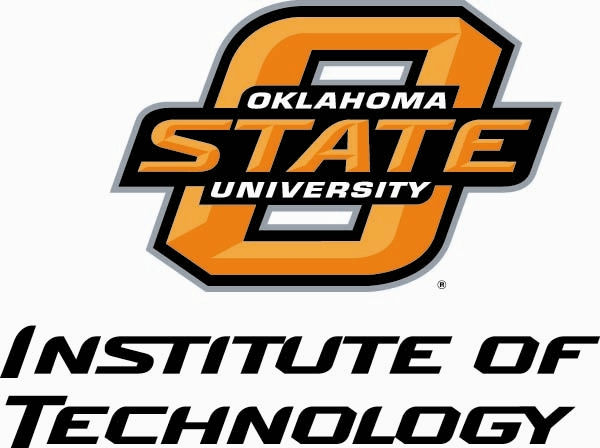 OKLAHOMA
STATE
UNIVERSITY
®
INSTITUTE OF
TECHNOLOGY